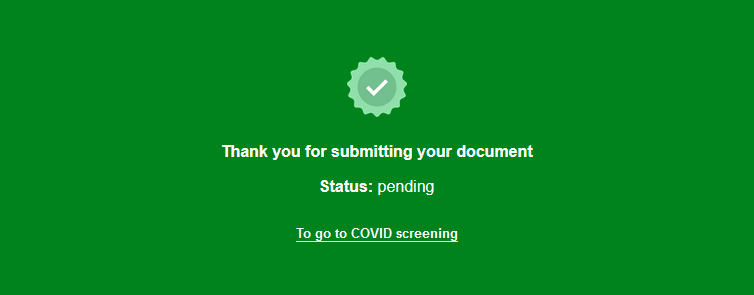 Thank you for submitting your document
Status: pending
To go to COVID screening